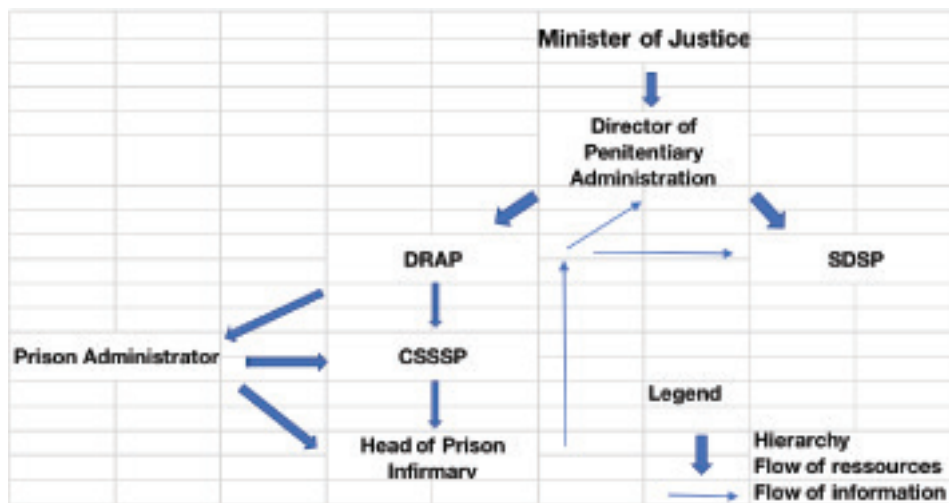 Minister of Justice
Director of
Penitentiary
Administration
DRAP
SDSP
Prison Administrator
CSSSP
Legend
Head of Prison
Infirmary
Hierarchy
Flow of ressources
Flow of information